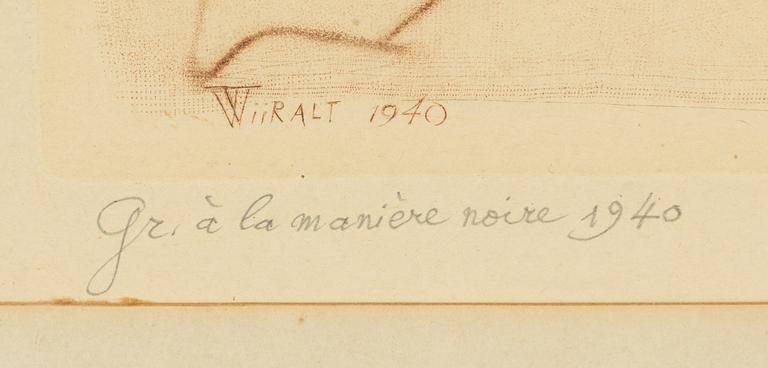 WiiRALT 1940
Gr. à la manière noire 1940